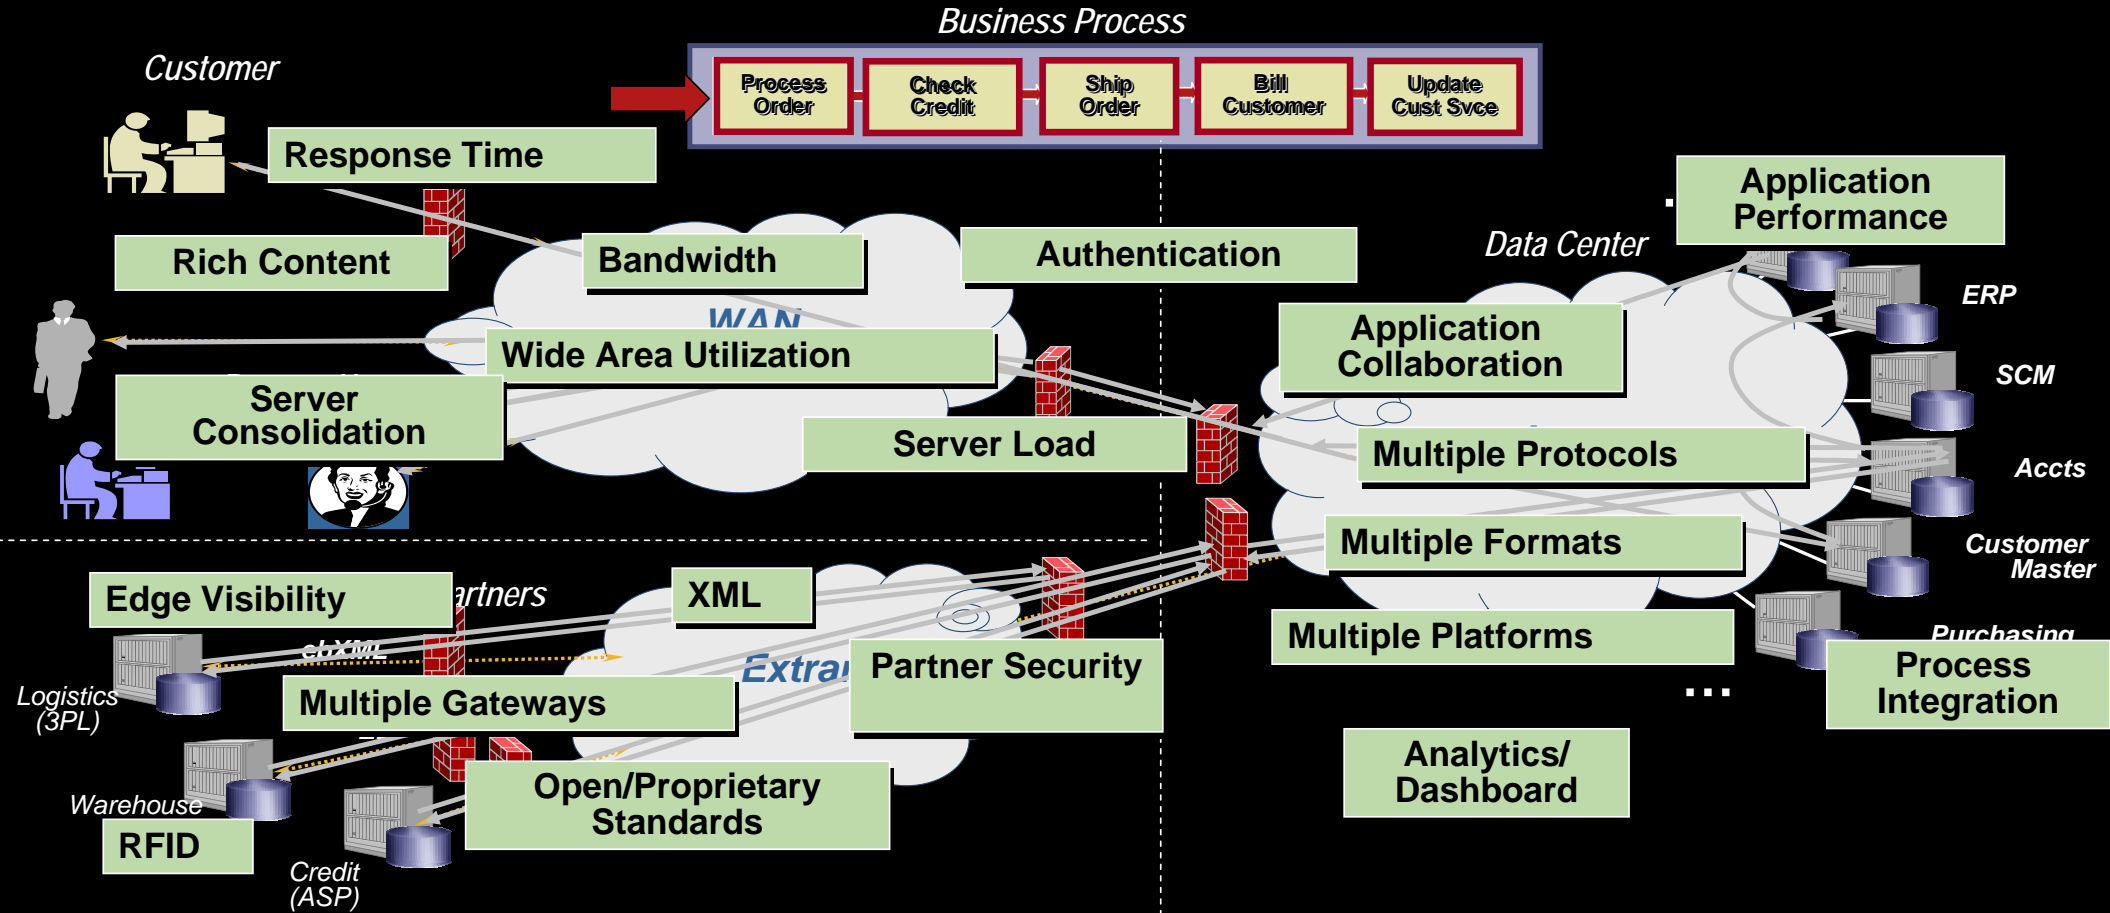 Business Process
Customer
Process
Order
Check
Credit
Ship
Order
Bill
Customer
Update
Cust Svce
Response Time
Application
Performance
Rich Content
Bandwidth
Authentication
Data Center
ERP
WAN
Wide Area Utilization
Application
Collaboration
SCM
Server
Consolidation
Server Load
Multiple Protocols
Accts
Multiple Formats
Customer
Master
Edge Visibility
artners
XML
ebXML
Multiple Platforms
Purchasing
Partner Security
Extra
Process
Integration
Logistics
(3PL)
Multiple Gateways
...
Analytics/
Dashboard
Open/Proprietary
Standards
Warehouse
RFID
Credit
(ASP)